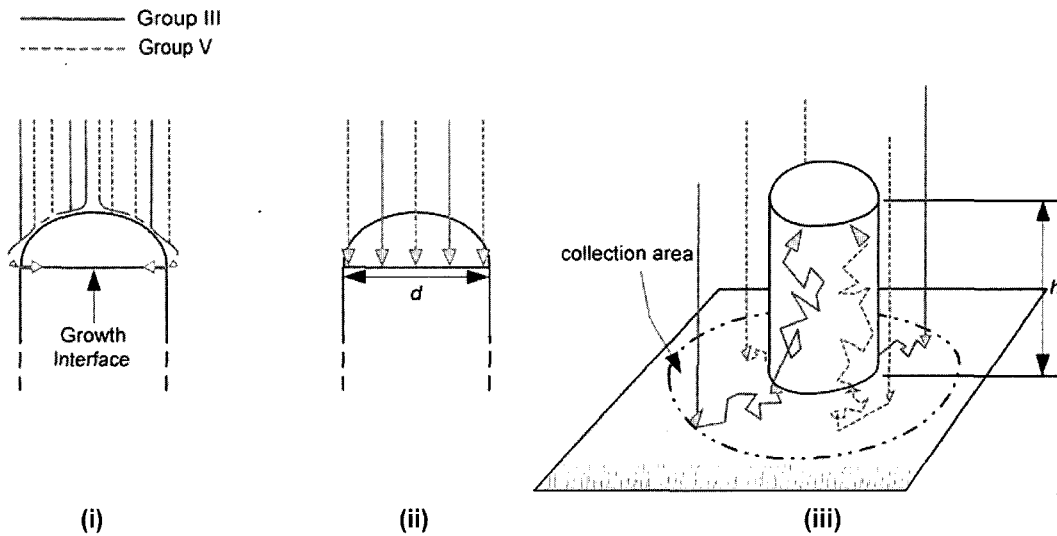 Group III
Group V
Growth
Interface
d
collection area
h
(i)
(ii)
(iii)